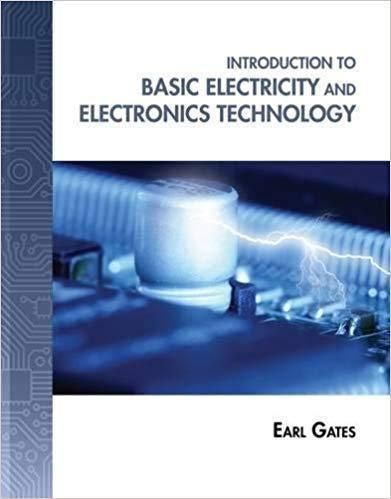 INTRODUCTION TO
BASIC ELECTRICITY AND
ELECTRONICS TECHNOLOGY
EARL GATES